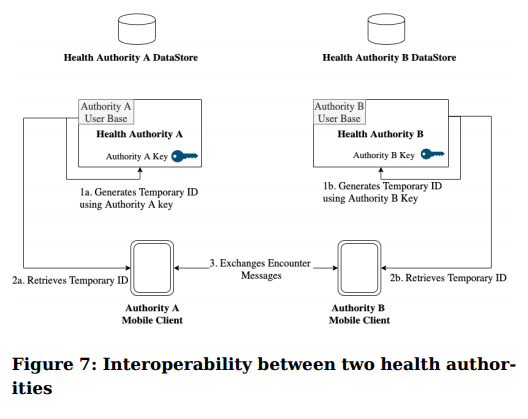 Health Authority A DataStore
Health Authority B DataStore
Authority A
User Base
Health Authority A
Authority A Key
Authority B
User Base
Health Authority B
Authority B Key
1a. Generates Temporary ID
using Authority A key
1b. Generates Temporary ID
using Authority B Key
2a. Retrieves Temporary ID
3. Exchanges Encounter
Messages
2b. Retrieves Temporary ID
Authority A
Mobile Client
Authority B
Mobile Client
Figure 7: Interoperability between two health author-
ities